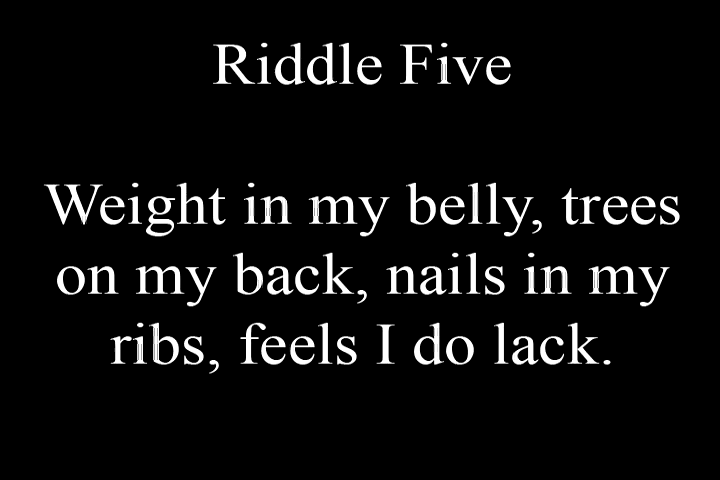 Riddle Five
Weight in my belly, trees
on my back, nails in my
ribs, feels I do lack.